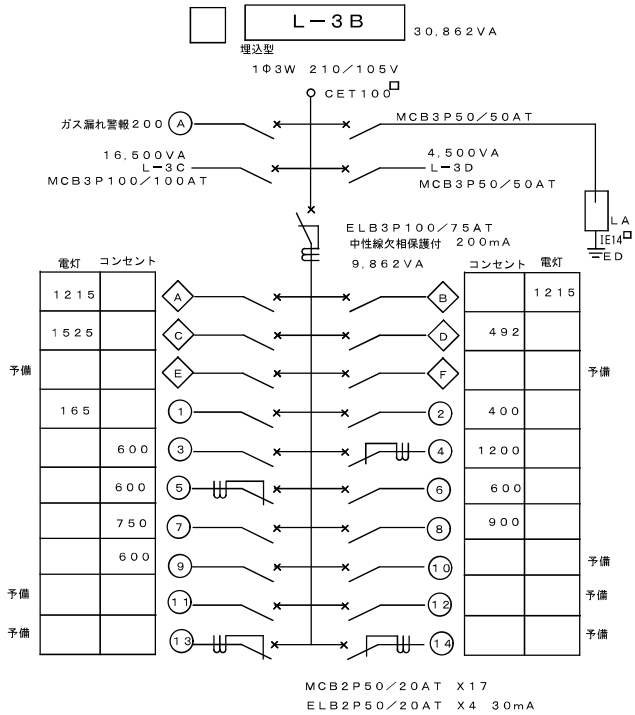 L-3B
30,862VA
埋込型
1Φ3W 210/105V
CET100□
ガス漏れ警報200 A
MCB3P50/50AT
16,500VA
L-3C
MCB3P100/100AT
4,500VA
L-3D
MCB3P50/50AT
LA
IE14□
ED
ELB3P100/75AT
中性線欠相保護付 200mA
9,862VA
電灯 コンセント コンセント 電灯
1215 A B 1215
1525 C D 492
予備 E F 予備
165 1 2 400
600 3 4 1200
600 5 6 600
750 7 8 900
600 9 10 予備
予備 11 12 予備
予備 13 14 予備
MCB2P50/20AT X17
ELB2P50/20AT X4 30mA